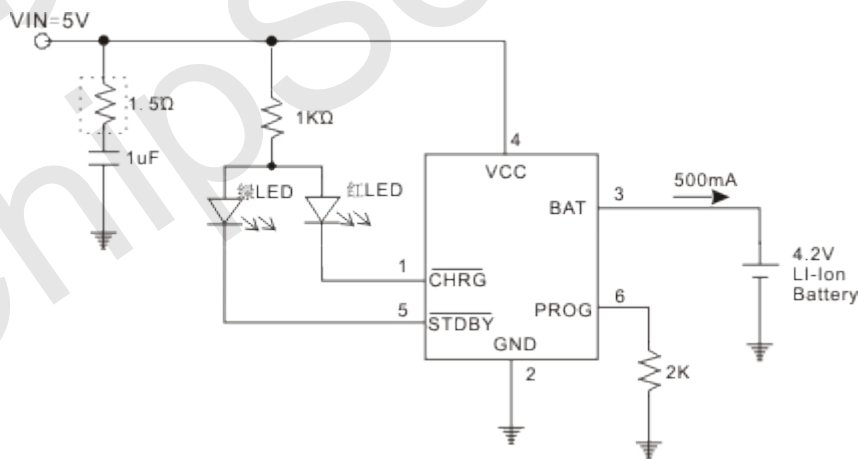 VIN=5V
1.5Ω
1uF
1KΩ
绿LED
红LED
4
VCC
BAT
3
500mA
1
CHRG
5
STDBY
PROG
6
GND
2
2K
4.2V
LI-Ion
Battery